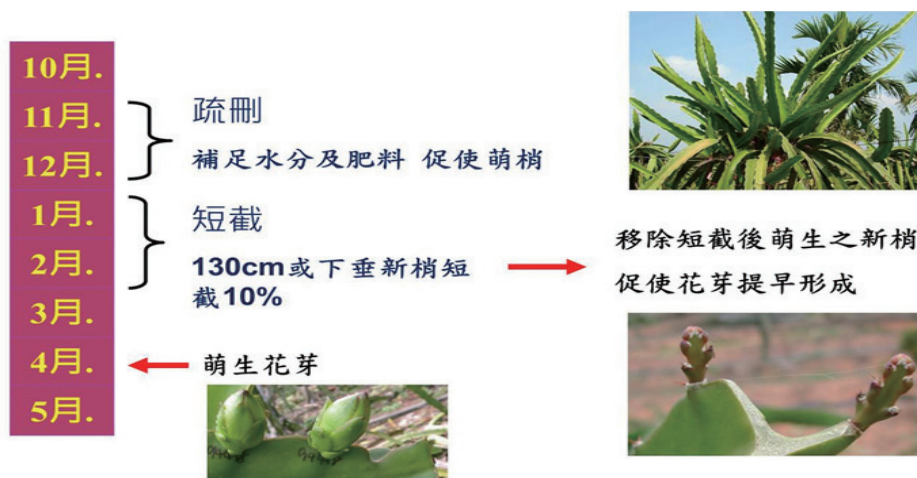 10月.
11月.
12月.
1月.
2月.
3月.
4月.
5月.
疏刪
補足水分及肥料 促使萌梢
短截
130cm或下垂新梢短
截10%
移除短截後萌生之新梢
促使花芽提早形成
萌生花芽